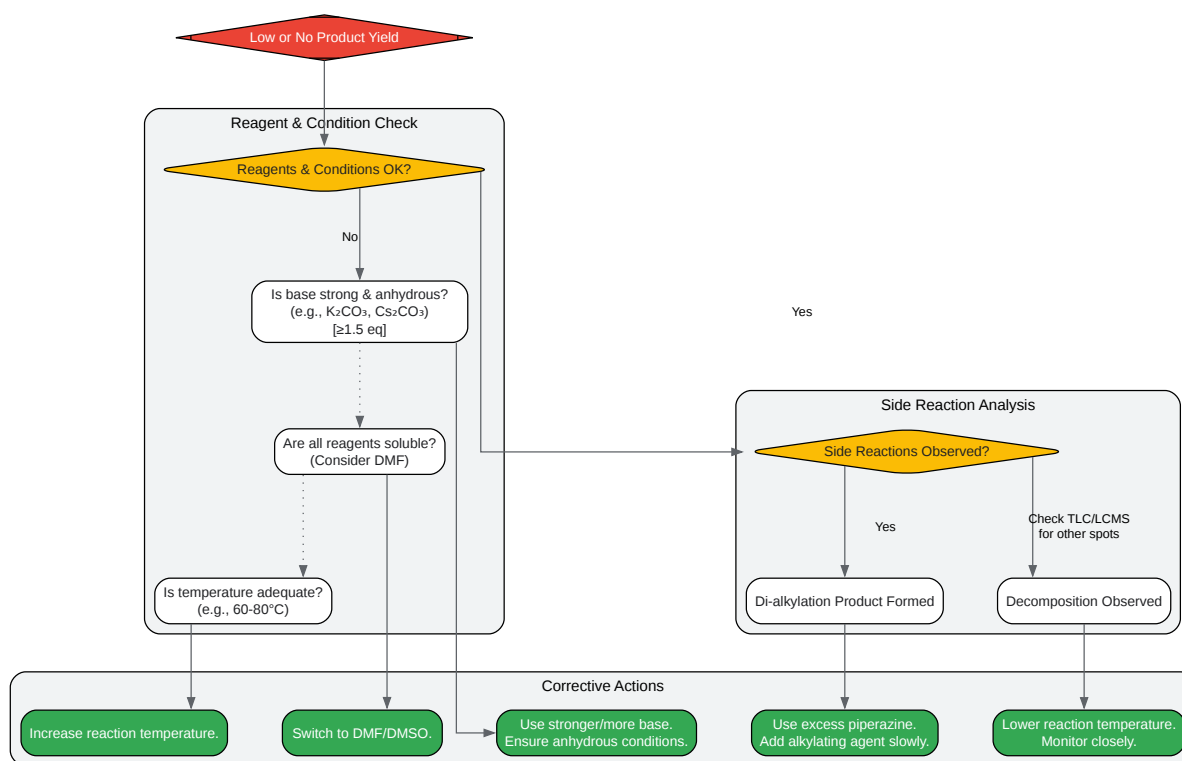 Low or No Product Yield
Reagent & Condition Check
Reagents & Conditions OK?
No
Is base strong & anhydrous?
(e.g., K₂CO₃, Cs₂CO₃)
[≥1.5 eq]
Yes
Side Reaction Analysis
Are all reagents soluble?
(Consider DMF)
Side Reactions Observed?
Yes
Check TLC/LCMS
for other spots
Is temperature adequate?
(e.g., 60-80°C)
Di-alkylation Product Formed
Decomposition Observed
Corrective Actions
Increase reaction temperature.
Switch to DMF/DMSO.
Use stronger/more base.
Ensure anhydrous conditions.
Use excess piperazine.
Add alkylating agent slowly.
Lower reaction temperature.
Monitor closely.